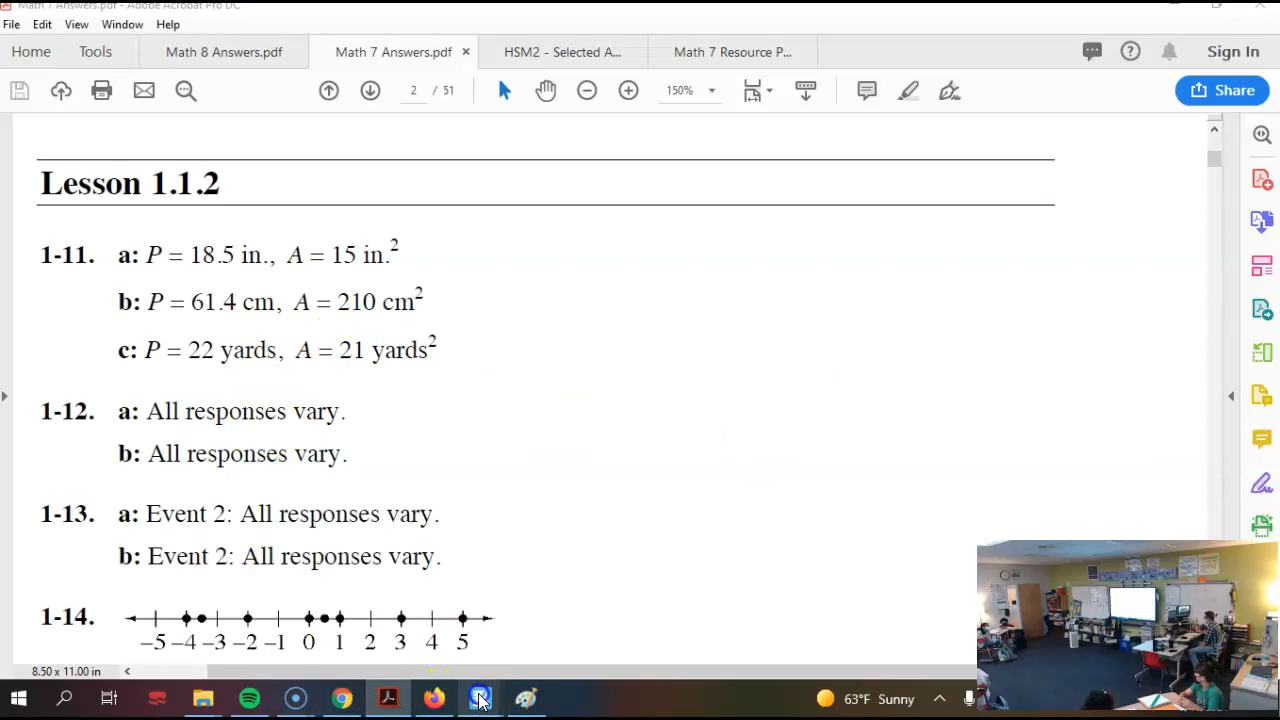 Math 7 Answers.pdf - Adobe Acrobat Pro DC
File Edit View Window Help
Home Tools Math 8 Answers.pdf Math 7 Answers.pdf × HSM2 - Selected A... Math 7 Resource P... Sign In
2 / 51 150% Share
Lesson 1.1.2
1-11. a: P = 18.5 in., A = 15 in.²
b: P = 61.4 cm, A = 210 cm²
c: P = 22 yards, A = 21 yards²
1-12. a: All responses vary.
b: All responses vary.
1-13. a: Event 2: All responses vary.
b: Event 2: All responses vary.
1-14.
–5 –4 –3 –2 –1 0 1 2 3 4 5
8.50 x 11.00 in
63°F Sunny